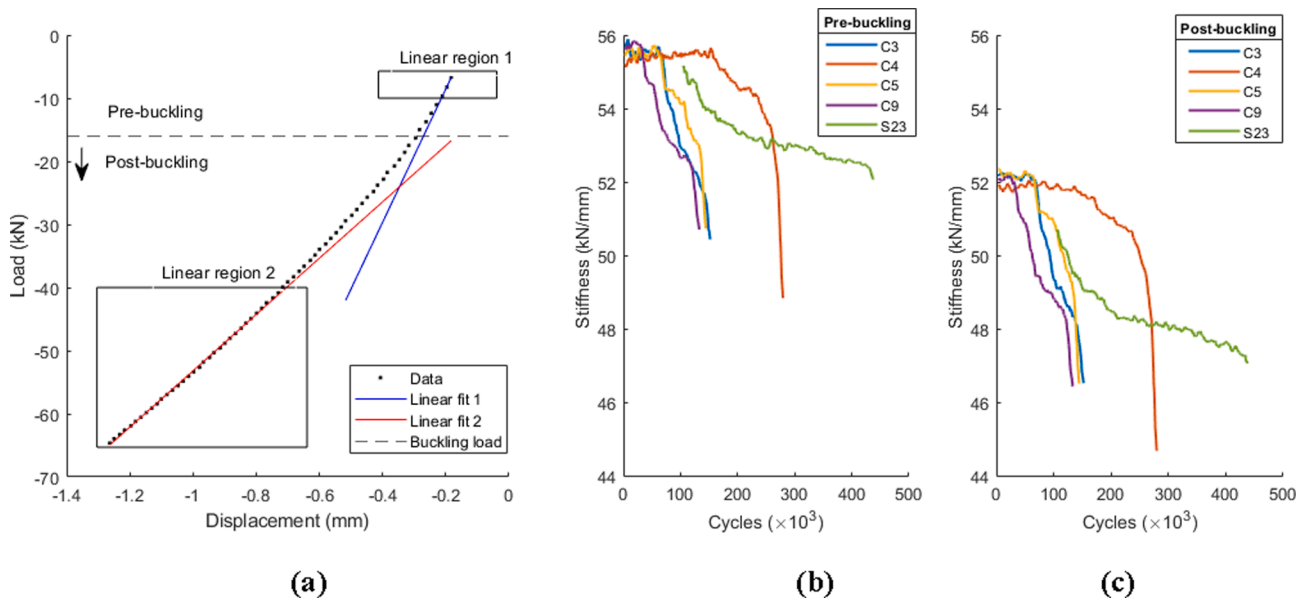 0
-10
-20
-30
-40
-50
-60
-70
-1.4
-1.2
-1
-0.8
-0.6
-0.4
-0.2
0
Load (kN)
Displacement (mm)
Linear region 1
Pre-buckling
Post-buckling
Linear region 2
Data
Linear fit 1
Linear fit 2
Buckling load
(a)
56
54
52
50
48
46
44
0
100
200
300
400
500
Stiffness (kN/mm)
Cycles (×10³)
Pre-buckling
C3
C4
C5
C9
S23
(b)
56
54
52
50
48
46
44
0
100
200
300
400
500
Stiffness (kN/mm)
Cycles (×10³)
Post-buckling
C3
C4
C5
C9
S23
(c)